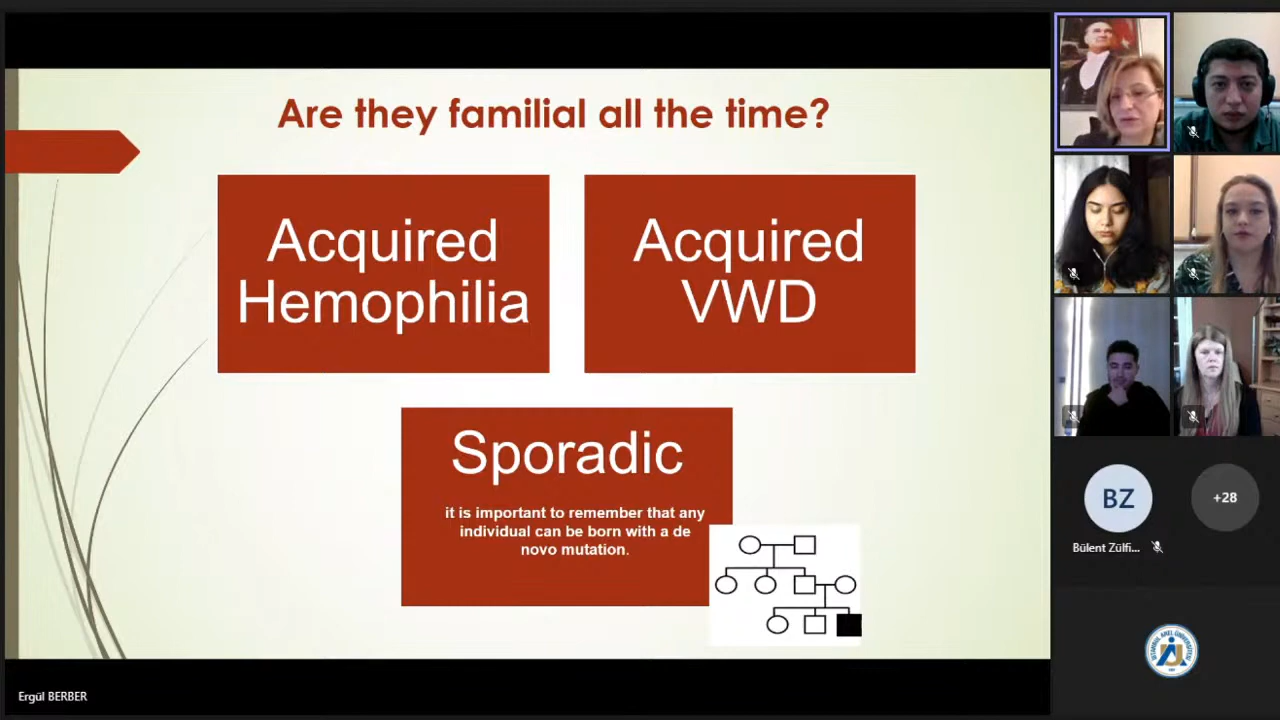 Are they familial all the time?
Acquired
Hemophilia
Acquired
VWD
Sporadic
it is important to remember that any
individual can be born with a de
novo mutation.
BZ
+28
Bülent Zülfi...
Ergül BERBER